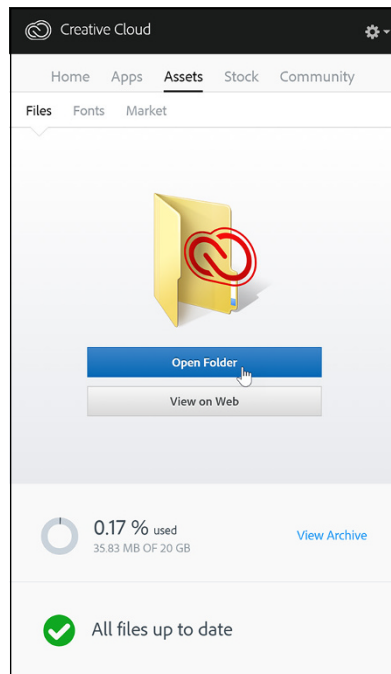 Creative Cloud
Home Apps Assets Stock Community
Files Fonts Market
Open Folder
View on Web
0.17 % used
35.83 MB OF 20 GB
View Archive
All files up to date